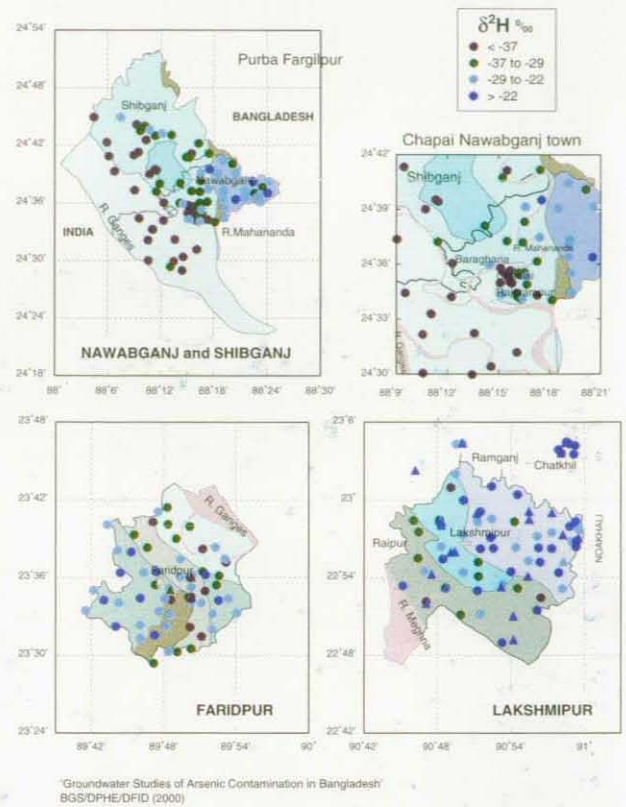 δ²H ‰
< -37
-37 to -29
-29 to -22
> -22
24˚54'
24˚48'
24˚42'
24˚36'
24˚30'
24˚24'
24˚18'
88˚
88˚6'
88˚12'
88˚18'
88˚24'
88˚30'
Purba Fargilpur
Shibganj
BANGLADESH
Nawabganj
R. Ganges
R.Mahananda
INDIA
NAWABGANJ and SHIBGANJ
Chapai Nawabganj town
24˚42'
24˚39'
24˚36'
24˚33'
24˚30'
88˚9'
88˚12'
88˚15'
88˚18'
88˚21'
Shibganj
R. Mahananda
Baragharia
R. Ganges
23˚48'
23˚42'
23˚36'
23˚30'
23˚24'
89˚42'
89˚48'
89˚54'
90˚
R. Ganges
Faridpur
FARIDPUR
23˚6'
23˚
22˚54'
22˚48'
22˚42'
90˚42'
90˚48'
90˚54'
91˚
Ramganj
Chatkhil
Lakshmipur
Raipur
NOAKHALI
R. Meghna
LAKSHMIPUR
'Groundwater Studies of Arsenic Contamination in Bangladesh'
BGS/DPHE/DFID (2000)